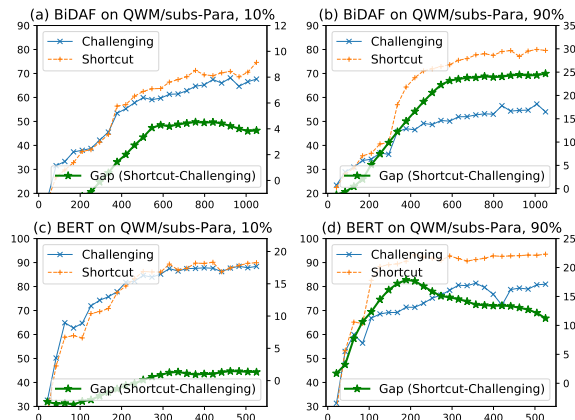 (a) BiDAF on QWM/subs-Para, 10%
90
80
70
60
50
40
30
20
12
10
8
6
4
2
0
Challenging
Shortcut
Gap (Shortcut-Challenging)
0 200 400 600 800 1000
(b) BiDAF on QWM/subs-Para, 90%
90
80
70
60
50
40
30
20
35
30
25
20
15
10
5
0
Challenging
Shortcut
Gap (Shortcut-Challenging)
0 200 400 600 800 1000
(c) BERT on QWM/subs-Para, 10%
100
90
80
70
60
50
40
30
20
15
10
5
0
Challenging
Shortcut
Gap (Shortcut-Challenging)
0 100 200 300 400 500
(d) BERT on QWM/subs-Para, 90%
100
90
80
70
60
50
40
30
25
20
15
10
5
0
Challenging
Shortcut
Gap (Shortcut-Challenging)
0 100 200 300 400 500